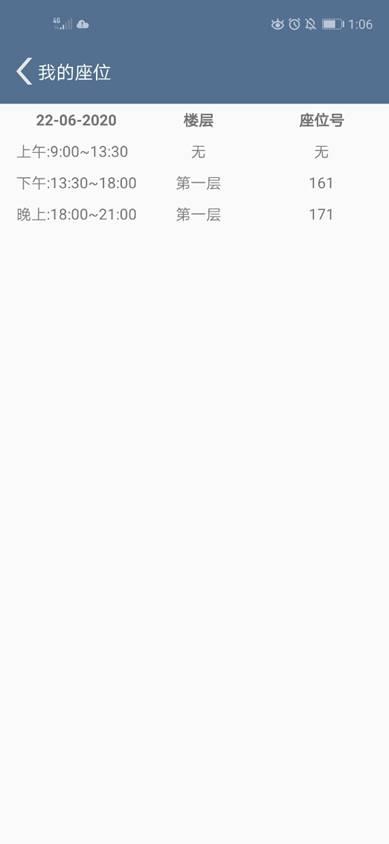 4G 1:06
我的座位
22-06-2020 楼层 座位号
上午:9:00~13:30 无 无
下午:13:30~18:00 第一层 161
晚上:18:00~21:00 第一层 171